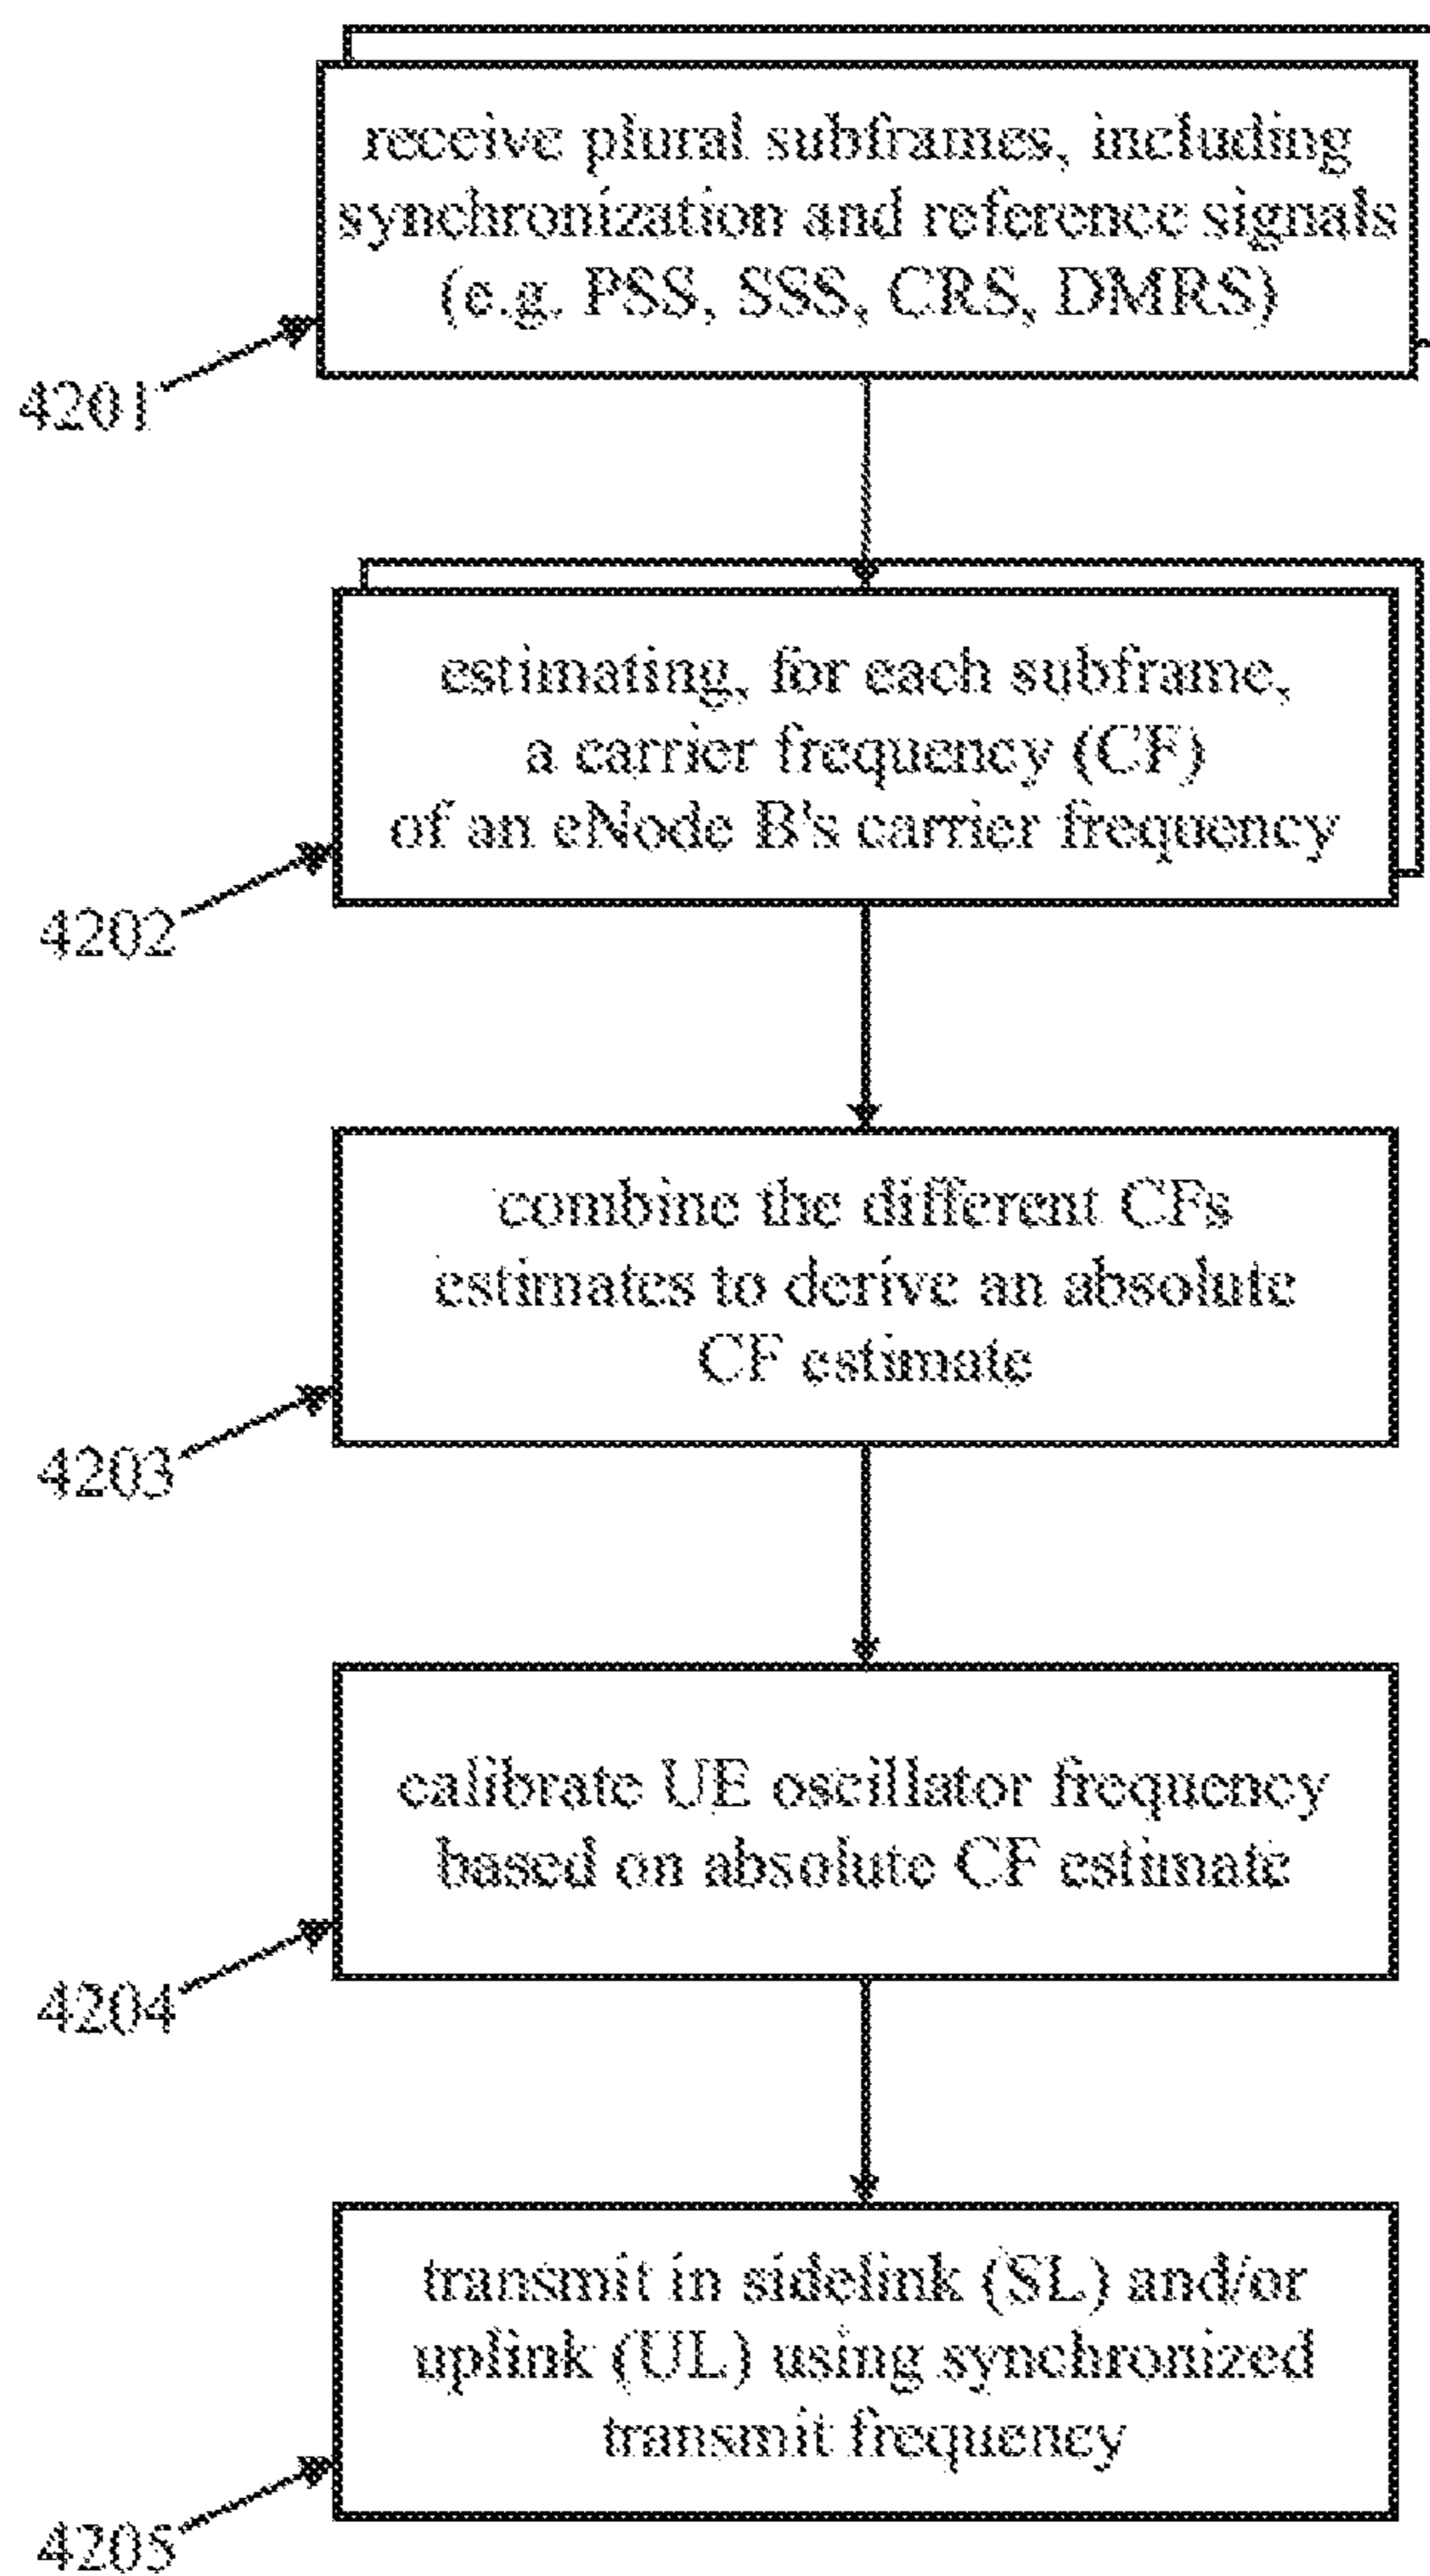 receive plural subframes, including
synchronization and reference signals
(e.g. PSS, SSS, CRS, DMRS)
4201
estimating, for each subframe,
a carrier frequency (CF)
of an eNode B's carrier frequency
4202
combine the different CFs
estimates to derive an absolute
CF estimate
4203
calibrate UE oscillator frequency
based on absolute CF estimate
4204
transmit in sidelink (SL) and/or
uplink (UL) using synchronized
transmit frequency
4205